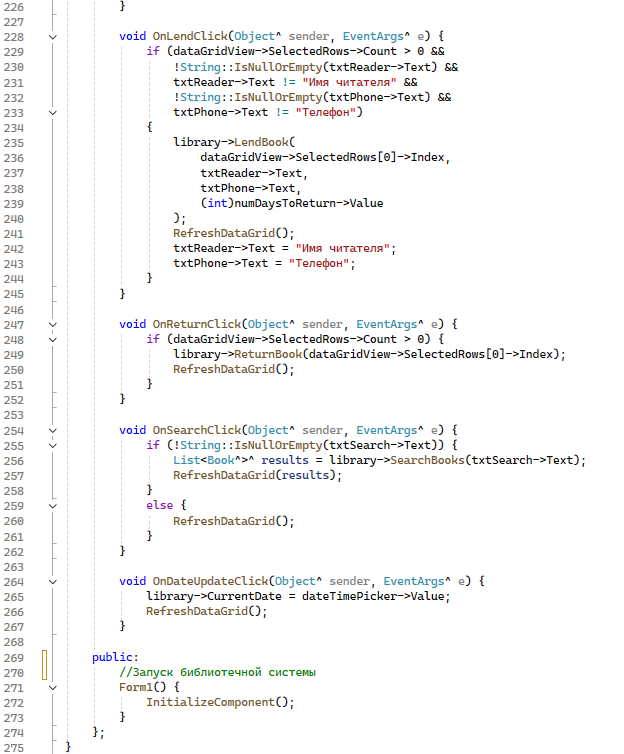 226 }
227
228 void OnLendClick(Object^ sender, EventArgs^ e) {
229 if (dataGridView->SelectedRows->Count > 0 &&
230 !String::IsNullOrEmpty(txtReader->Text) &&
231 txtReader->Text != "Имя читателя" &&
232 !String::IsNullOrEmpty(txtPhone->Text) &&
233 txtPhone->Text != "Телефон")
234 {
235 library->LendBook(
236 dataGridView->SelectedRows[0]->Index,
237 txtReader->Text,
238 txtPhone->Text,
239 (int)numDaysToReturn->Value
240 );
241 RefreshDataGrid();
242 txtReader->Text = "Имя читателя";
243 txtPhone->Text = "Телефон";
244 }
245 }
246
247 void OnReturnClick(Object^ sender, EventArgs^ e) {
248 if (dataGridView->SelectedRows->Count > 0) {
249 library->ReturnBook(dataGridView->SelectedRows[0]->Index);
250 RefreshDataGrid();
251 }
252 }
253
254 void OnSearchClick(Object^ sender, EventArgs^ e) {
255 if (!String::IsNullOrEmpty(txtSearch->Text)) {
256 List<Book^>^ results = library->SearchBooks(txtSearch->Text);
257 RefreshDataGrid(results);
258 }
259 else {
260 RefreshDataGrid();
261 }
262 }
263
264 void OnDateUpdateClick(Object^ sender, EventArgs^ e) {
265 library->CurrentDate = dateTimePicker->Value;
266 RefreshDataGrid();
267 }
268
269 public:
270 //Запуск библиотечной системы
271 Form1() {
272 InitializeComponent();
273 }
274 };
275 }